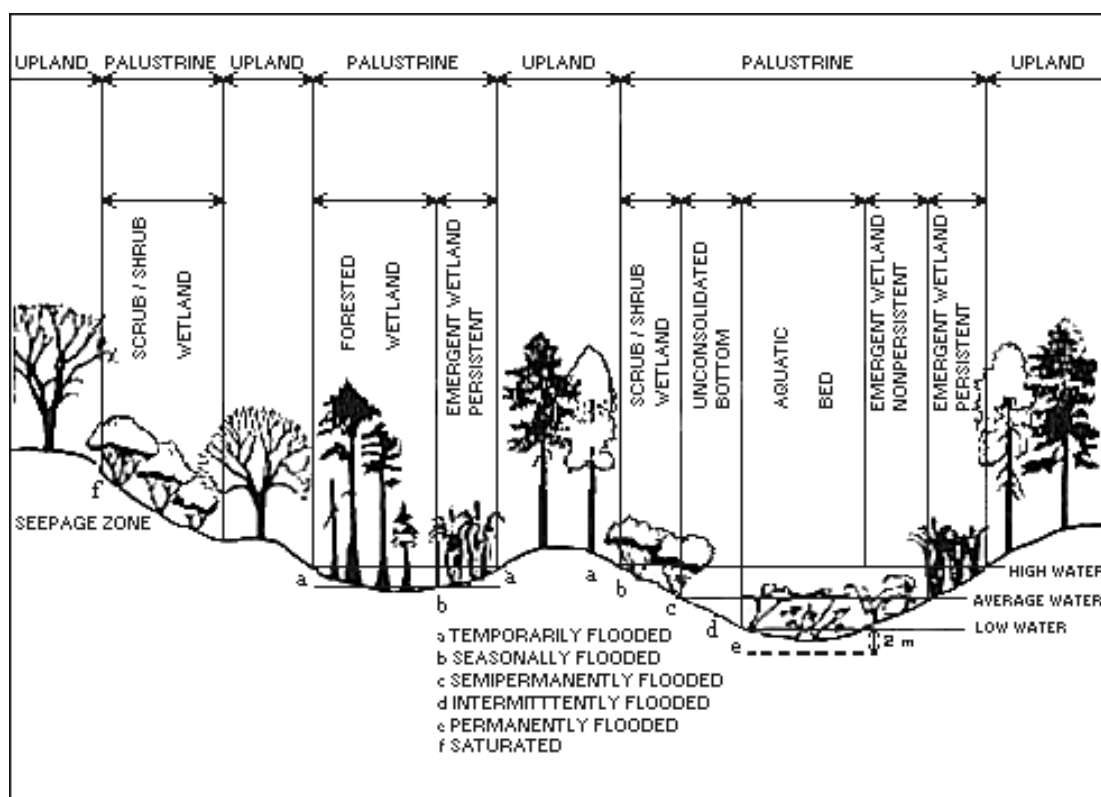 UPLAND PALUSTRINE UPLAND PALUSTRINE UPLAND PALUSTRINE UPLAND
SCRUB / SHRUB
WETLAND
FORESTED
WETLAND
EMERGENT WETLAND
PERSISTENT
SCRUB / SHRUB
WETLAND
UNCONSOLIDATED
BOTTOM
AQUATIC
BED
EMERGENT WETLAND
NONPERSISTENT
EMERGENT WETLAND
PERSISTENT
f
SEEPAGE ZONE
a
b
a
a
b
c
d
e
HIGH WATER
AVERAGE WATER
LOW WATER
2 m
a TEMPORARILY FLOODED
b SEASONALLY FLOODED
c SEMIPERMANENTLY FLOODED
d INTERMITTTENTLY FLOODED
e PERMANENTLY FLOODED
f SATURATED